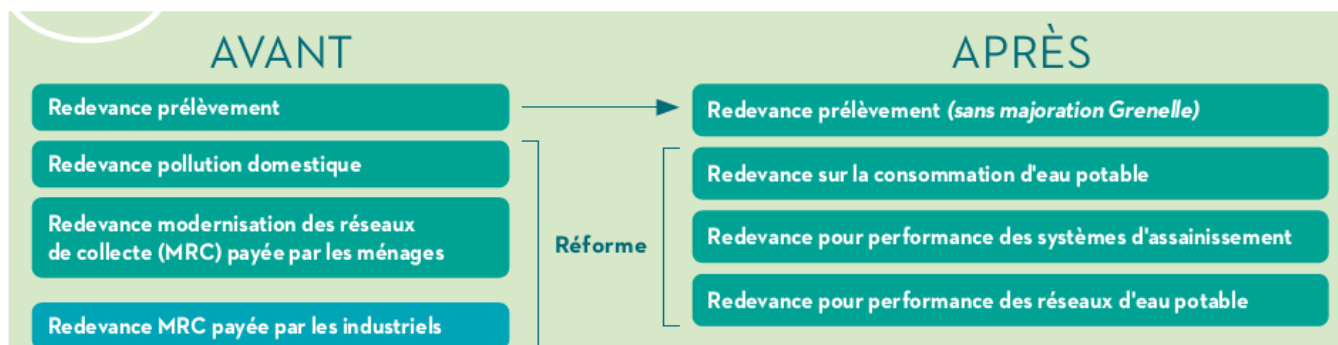 AVANT
Redevance prélèvement
Redevance pollution domestique
Redevance modernisation des réseaux
de collecte (MRC) payée par les ménages
Redevance MRC payée par les industriels
Réforme
APRÈS
Redevance prélèvement (sans majoration Grenelle)
Redevance sur la consommation d'eau potable
Redevance pour performance des systèmes d'assainissement
Redevance pour performance des réseaux d'eau potable